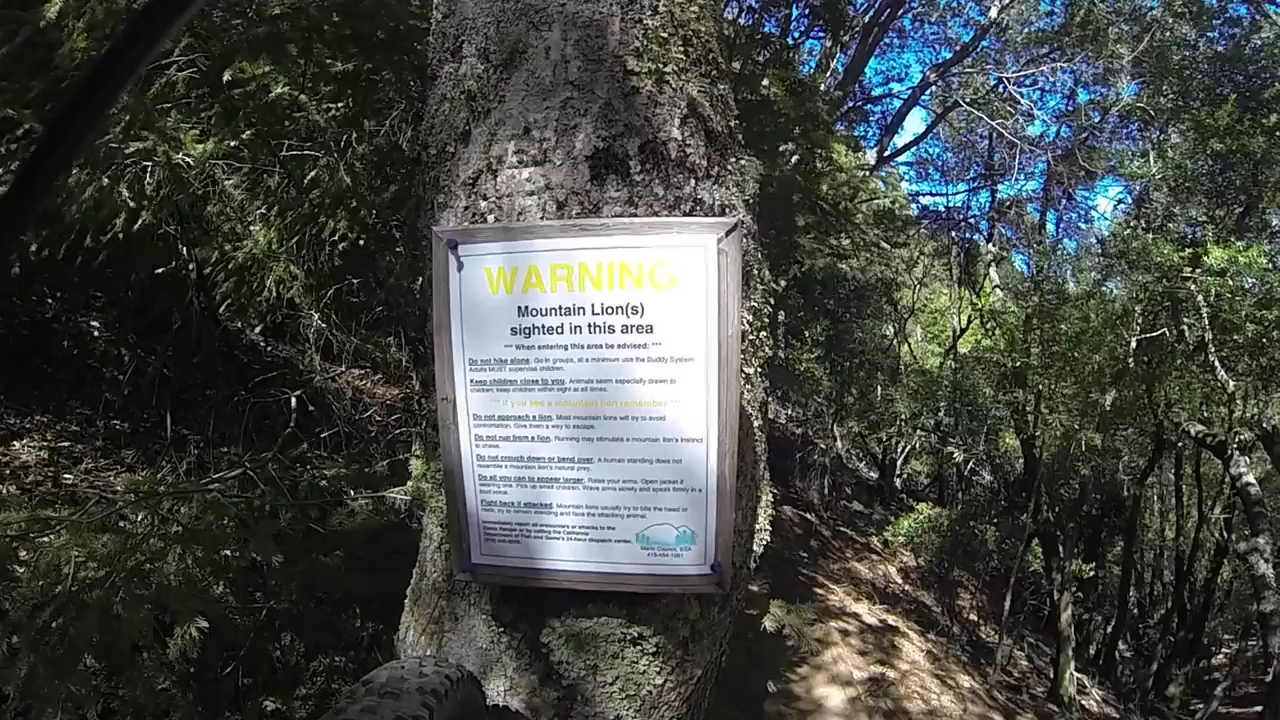 WARNING
Mountain Lion(s)
sighted in this area
*** When entering this area be advised: ***
Do not hike alone. Go in groups, at a minimum use the Buddy System
Adults MUST supervise children.
Keep children close to you. Animals seem especially drawn to
children; keep children within sight at all times.
*** If you see a mountain lion remember ***
Do not approach a lion. Most mountain lions will try to avoid
confrontation. Give them a way to escape.
Do not run from a lion. Running may stimulate a mountain lion's instinct
to chase.
Do not crouch down or bend over. A human standing does not
resemble a mountain lion's natural prey.
Do all you can to appear larger. Raise your arms. Open jacket if
wearing one. Pick up small children. Wave arms slowly and speak firmly in a
loud voice.
Fight back if attacked. Mountain lions usually try to bite the head or
neck; try to remain standing and face the attacking animal.
Immediately report all encounters or attacks to the
Camp Ranger or by calling the California
Department of Fish and Game's 24-hour dispatch center,
Marin Council, BSA